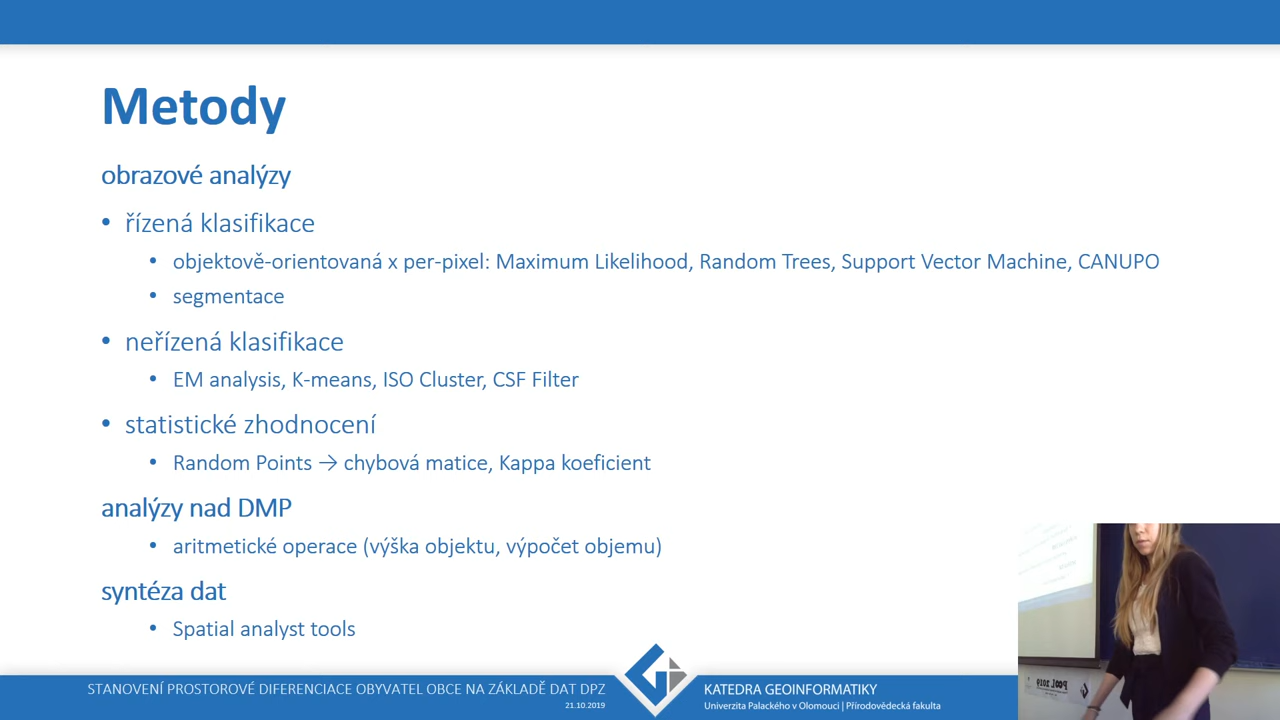 Metody
obrazové analýzy
• řízená klasifikace
• objektově-orientovaná x per-pixel: Maximum Likelihood, Random Trees, Support Vector Machine, CANUPO
• segmentace
• neřízená klasifikace
• EM analysis, K-means, ISO Cluster, CSF Filter
• statistické zhodnocení
• Random Points → chybová matice, Kappa koeficient
analýzy nad DMP
• aritmetické operace (výška objektu, výpočet objemu)
syntéza dat
• Spatial analyst tools
STANOVENÍ PROSTOROVÉ DIFERENCIACE OBYVATEL OBCE NA ZÁKLADĚ DAT DPZ
21.10.2019
KATEDRA GEOINFORMATIKY
Univerzita Palackého v Olomouci | Přírodovědecká fakulta